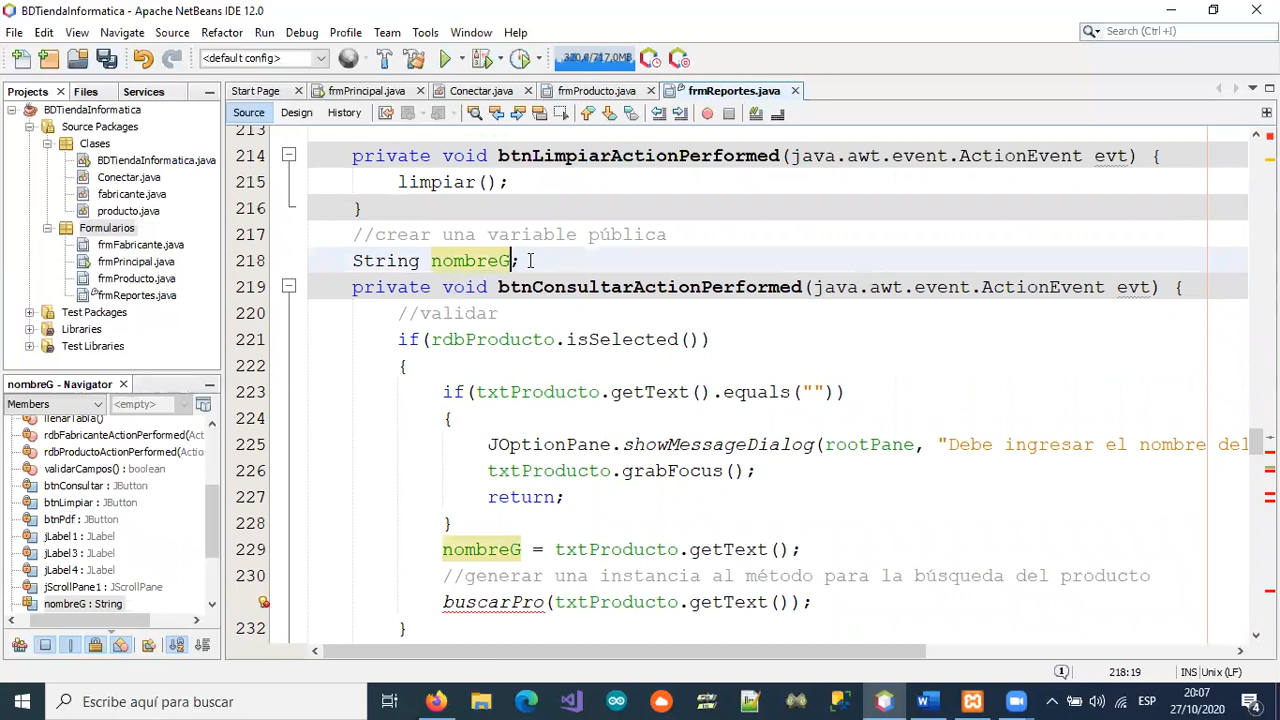 BDTiendaInformatica - Apache NetBeans IDE 12.0
File Edit View Navigate Source Refactor Run Debug Profile Team Tools Window Help
Search (Ctrl+I)
<default config>
320,0/717,0MB
Projects Files Services
Start Page frmPrincipal.java Conectar.java frmProducto.java frmReportes.java
Source Design History
BDTiendaInformatica
Source Packages
Clases
BDTiendaInformatica.java
Conectar.java
fabricante.java
producto.java
Formularios
frmFabricante.java
frmPrincipal.java
frmProducto.java
frmReportes.java
Test Packages
Libraries
Test Libraries
nombreG - Navigator
Members <empty>
llenarTabla()
rdbFabricanteActionPerformed(Act
rdbProductoActionPerformed(Actic
validarCampos() : boolean
btnConsultar : JButton
btnLimpiar : JButton
btnPdf : JButton
jLabel1 : JLabel
jLabel3 : JLabel
jLabel4 : JLabel
jScrollPane1 : JScrollPane
nombreG : String
213
214 private void btnLimpiarActionPerformed(java.awt.event.ActionEvent evt) {
215 limpiar();
216 }
217 //crear una variable pública
218 String nombreG;
219 private void btnConsultarActionPerformed(java.awt.event.ActionEvent evt) {
220 //validar
221 if(rdbProducto.isSelected())
222 {
223 if(txtProducto.getText().equals(""))
224 {
225 JOptionPane.showMessageDialog(rootPane, "Debe ingresar el nombre del
226 txtProducto.grabFocus();
227 return;
228 }
229 nombreG = txtProducto.getText();
230 //generar una instancia al método para la búsqueda del producto
buscarPro(txtProducto.getText());
232 }
1 218:19 INS Unix (LF)
Escribe aquí para buscar
ESP
20:07
27/10/2020
4